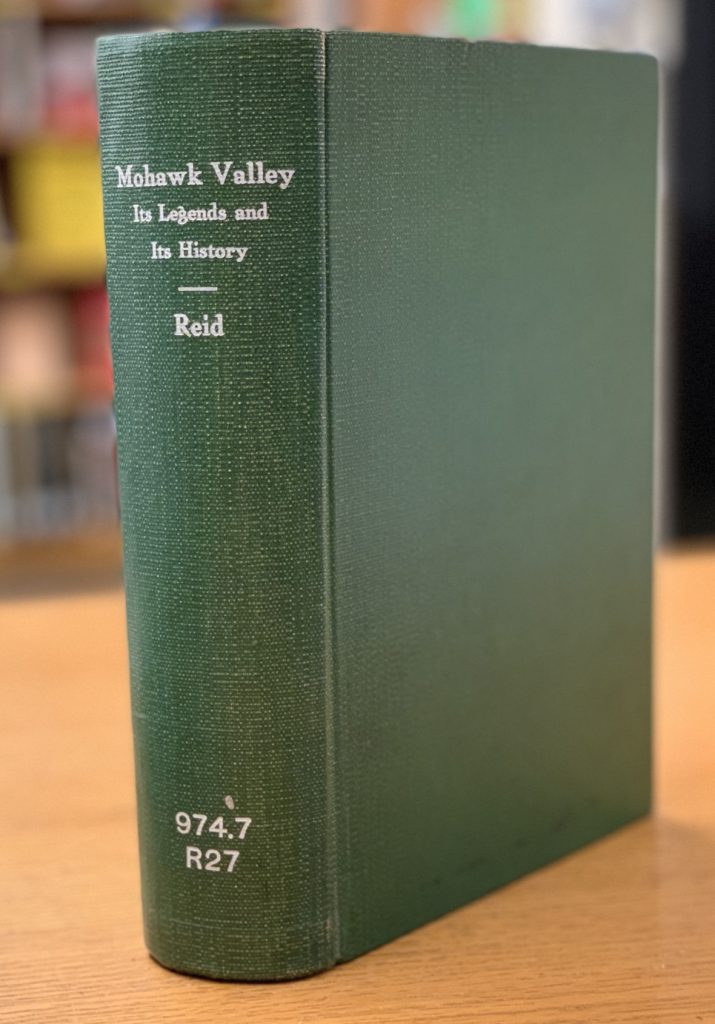 Mohawk Valley
Its Legends and
Its History
Reid
974.7
R27